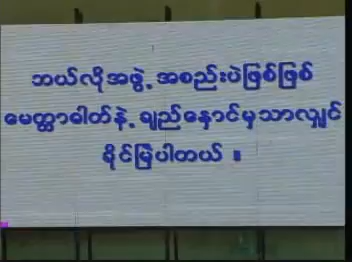 ဘယ်လိုအဖွဲ့ အစည်းပဲဖြစ်ဖြစ်
မေတ္တာဓါတ်နဲ့ ချည်နှောင်မှသာလျှင်
ခိုင်မြဲပါတယ် ။